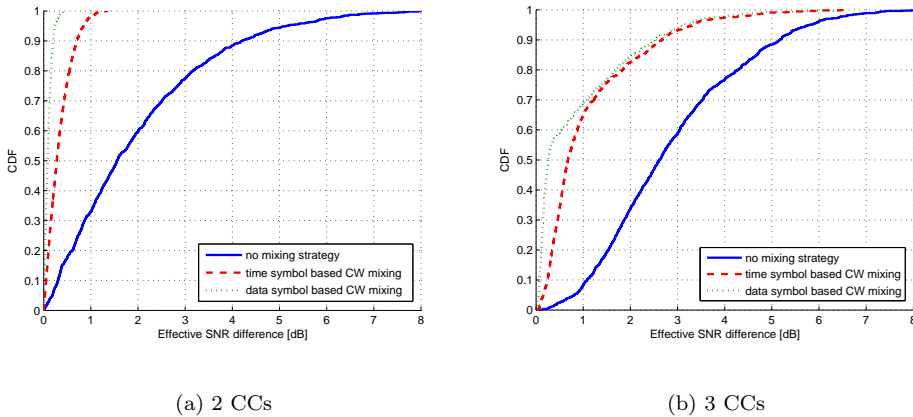 1
0.9
0.8
0.7
0.6
0.5
0.4
0.3
0.2
0.1
0
CDF
0 1 2 3 4 5 6 7 8
Effective SNR difference [dB]
no mixing strategy
time symbol based CW mixing
data symbol based CW mixing
(a) 2 CCs
1
0.9
0.8
0.7
0.6
0.5
0.4
0.3
0.2
0.1
0
CDF
0 1 2 3 4 5 6 7 8
Effective SNR difference [dB]
no mixing strategy
time symbol based CW mixing
data symbol based CW mixing
(b) 3 CCs